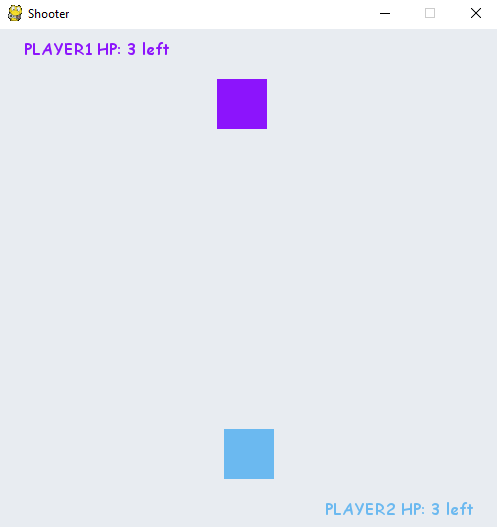 Shooter
PLAYER1 HP: 3 left
PLAYER2 HP: 3 left